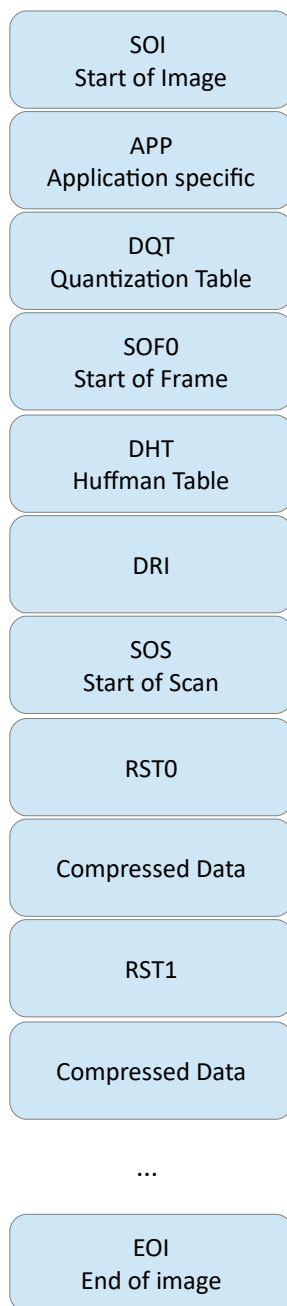 SOI
Start of Image
APP
Application specific
DQT
Quantization Table
SOF0
Start of Frame
DHT
Huffman Table
DRI
SOS
Start of Scan
RST0
Compressed Data
RST1
Compressed Data
...
EOI
End of image